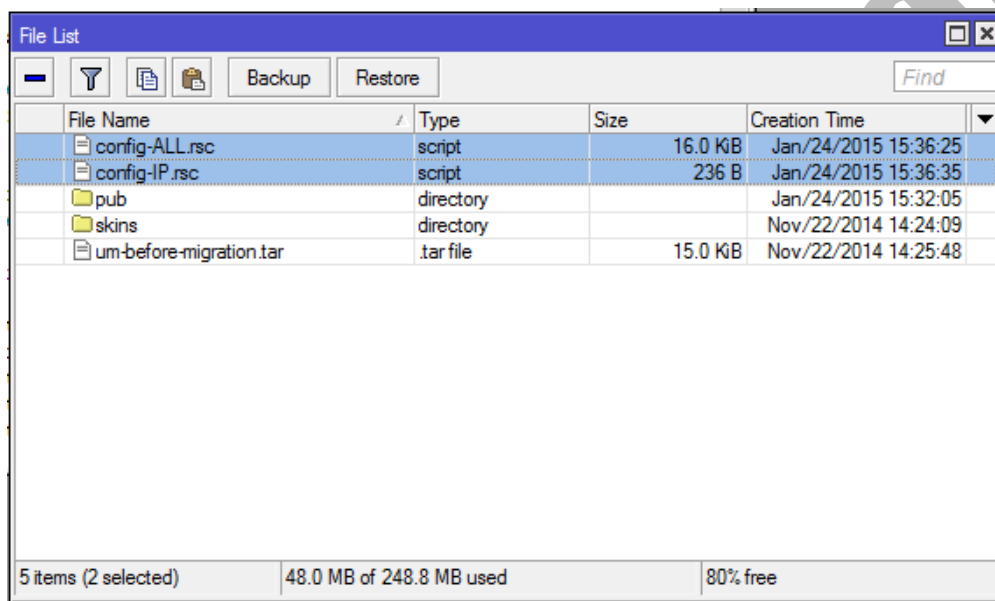 File List
Backup Restore Find
File Name Type Size Creation Time
config-ALL.rsc script 16.0 KiB Jan/24/2015 15:36:25
config-IP.rsc script 236 B Jan/24/2015 15:36:35
pub directory Jan/24/2015 15:32:05
skins directory Nov/22/2014 14:24:09
um-before-migration.tar .tar file 15.0 KiB Nov/22/2014 14:25:48
5 items (2 selected) 48.0 MB of 248.8 MB used 80% free